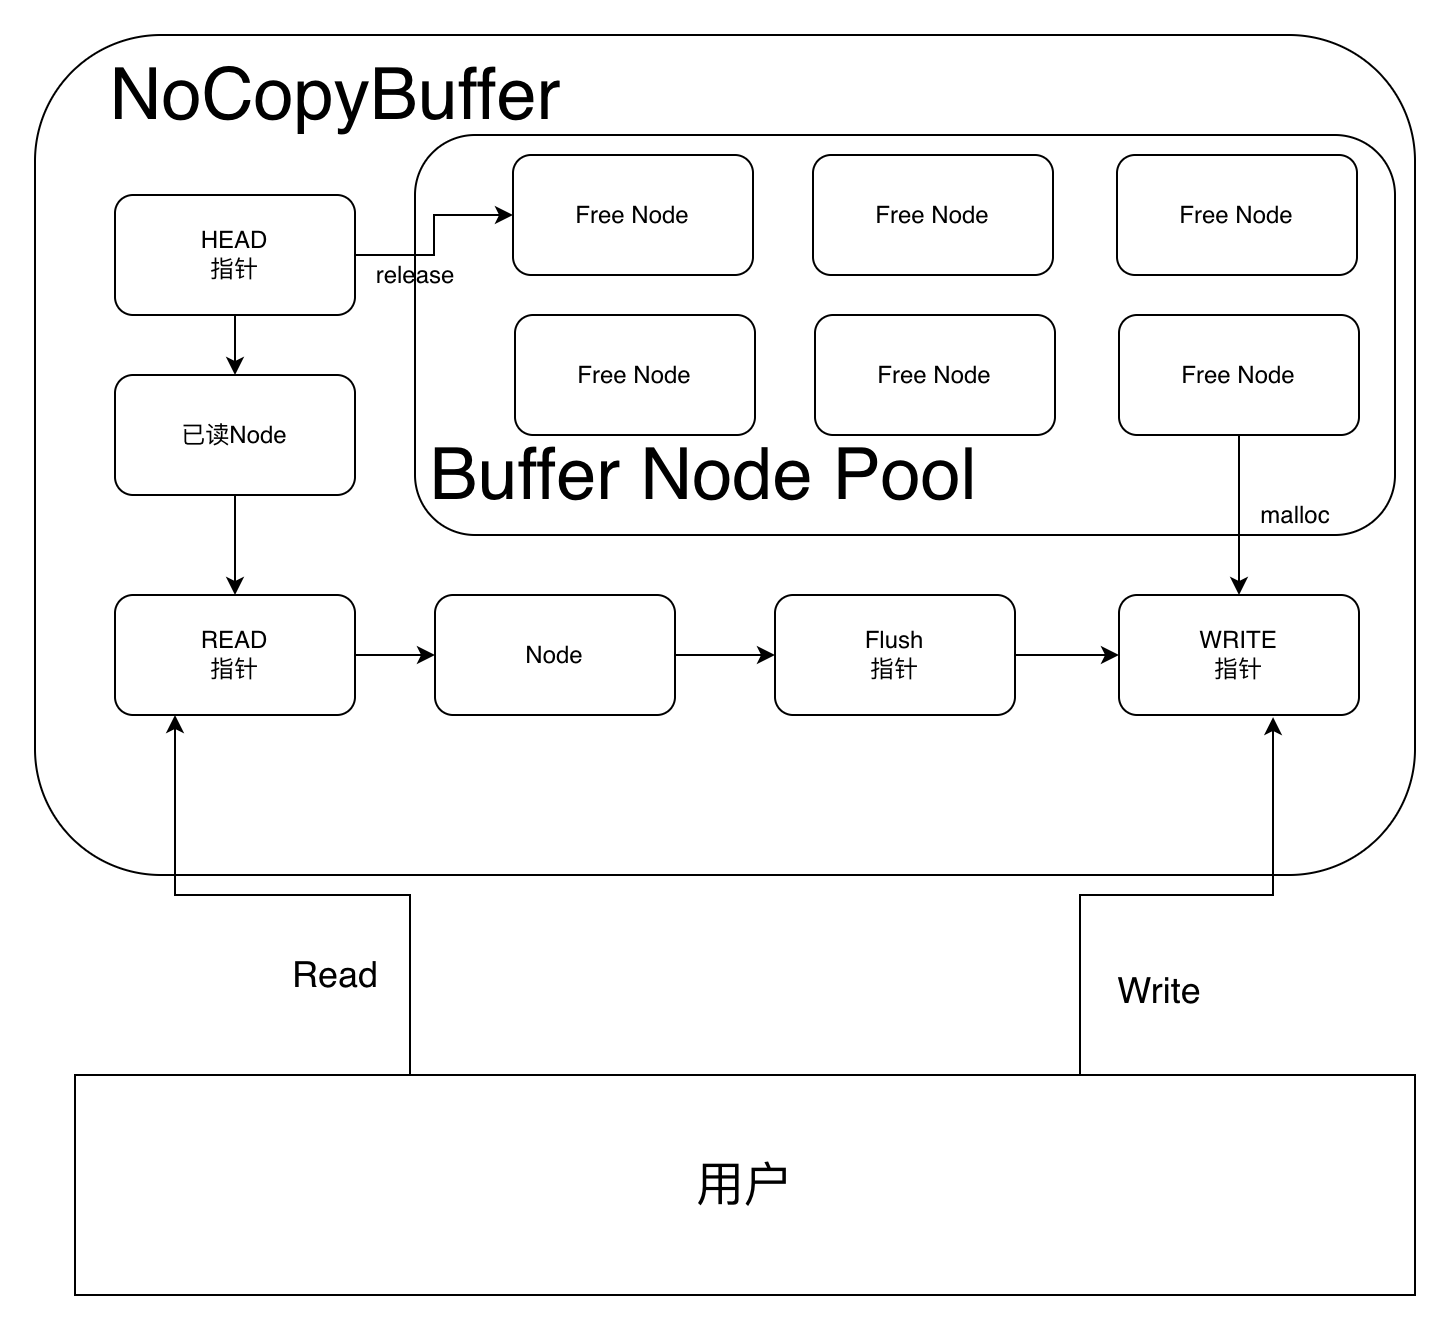 NoCopyBuffer
HEAD
指针
release
Free Node
Free Node
Free Node
Free Node
Free Node
Free Node
已读Node
Buffer Node Pool
malloc
READ
指针
Node
Flush
指针
WRITE
指针
Read
Write
用户